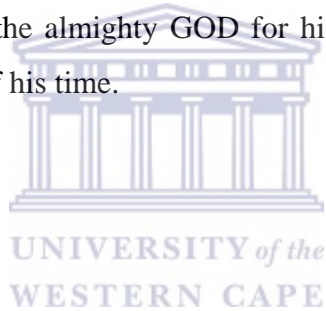 the almighty GOD for hi
his time.
UNIVERSITY of the
WESTERN CAPE